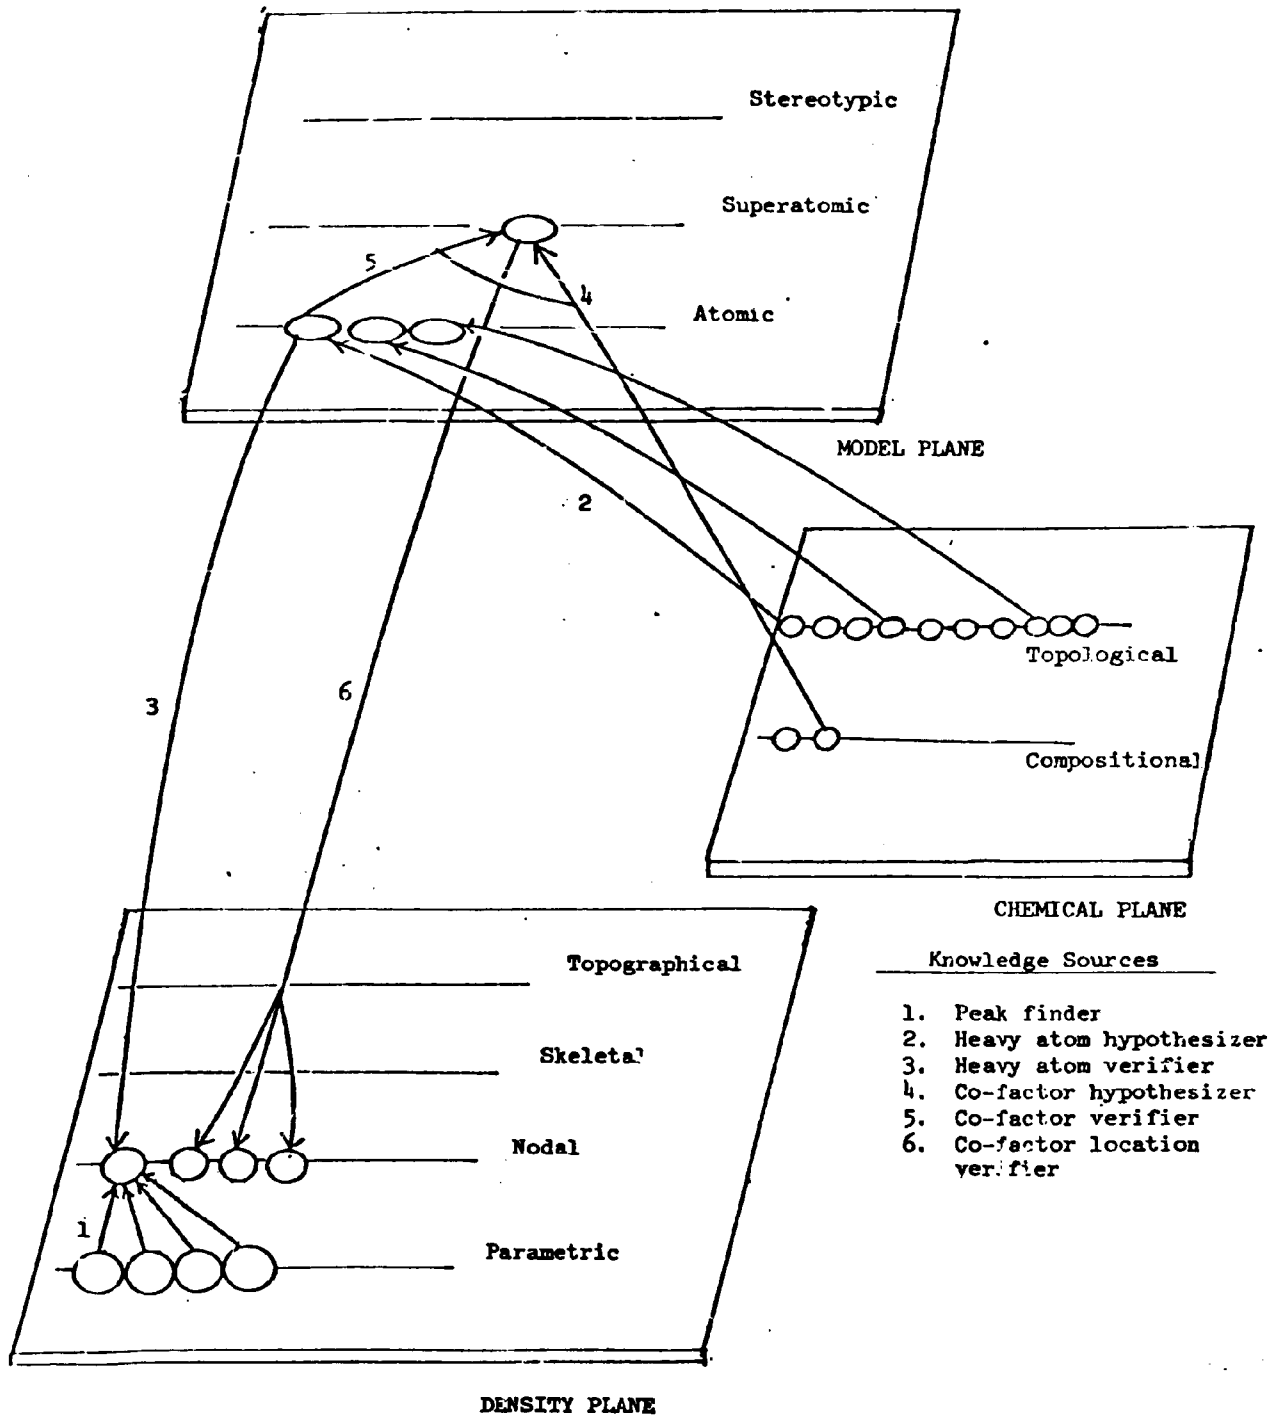 Stereotypic
Superatomic
5
4
Atomic
MODEL PLANE
2
Topological
3
6
Compositional
CHEMICAL PLANE
Topographical
Knowledge Sources
1. Peak finder
2. Heavy atom hypothesizer
3. Heavy atom verifier
4. Co-factor hypothesizer
5. Co-factor verifier
6. Co-factor location
verifier
Skeletal
Nodal
1
Parametric
DENSITY PLANE